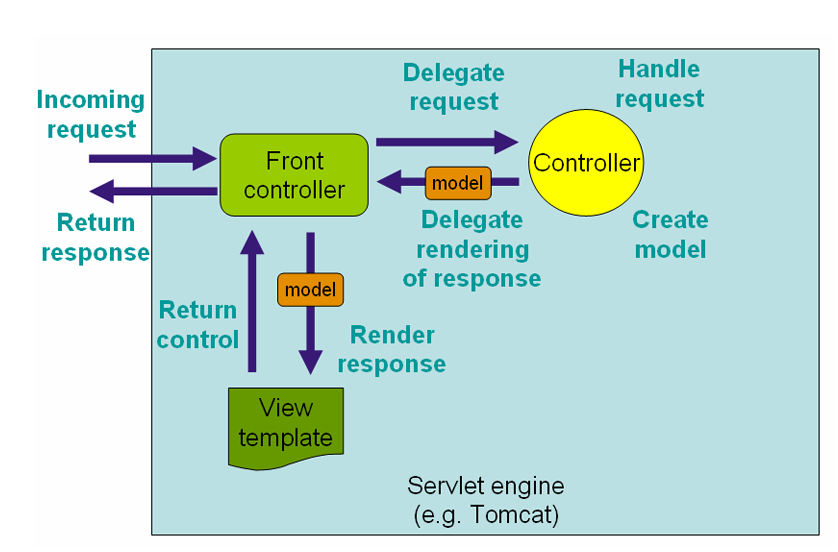 Delegate
request
Handle
request
Incoming
request
Front
controller
Controller
model
Return
response
Delegate
rendering
of response
Create
model
model
Return
control
Render
response
View
template
Servlet engine
(e.g. Tomcat)